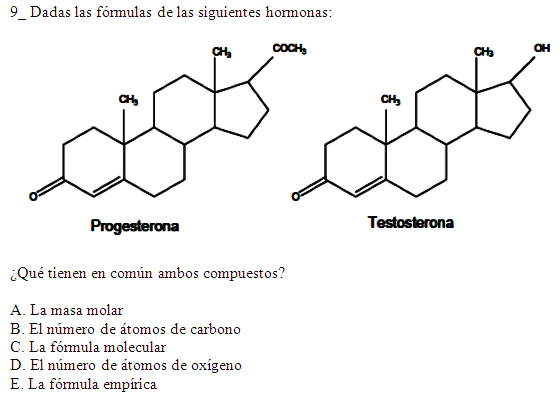 9_ Dadas las fórmulas de las siguientes hormonas:
CH₃ COCH₃ CH₃ OH
CH₃ CH₃
O O
Progesterona Testosterona
¿Qué tienen en común ambos compuestos?
A. La masa molar
B. El número de átomos de carbono
C. La fórmula molecular
D. El número de átomos de oxígeno
E. La fórmula empírica